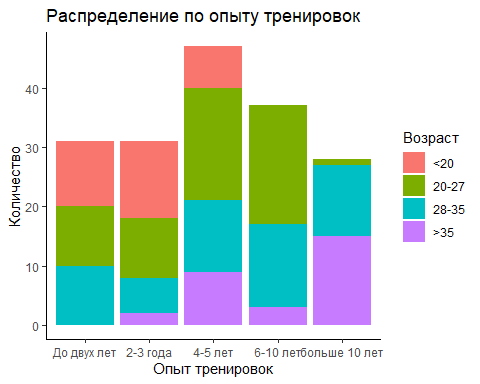 Распределение по опыту тренировок
Количество
40
30
20
10
0
До двух лет 2-3 года 4-5 лет 6-10 лет больше 10 лет
Опыт тренировок
Возраст
<20
20-27
28-35
>35